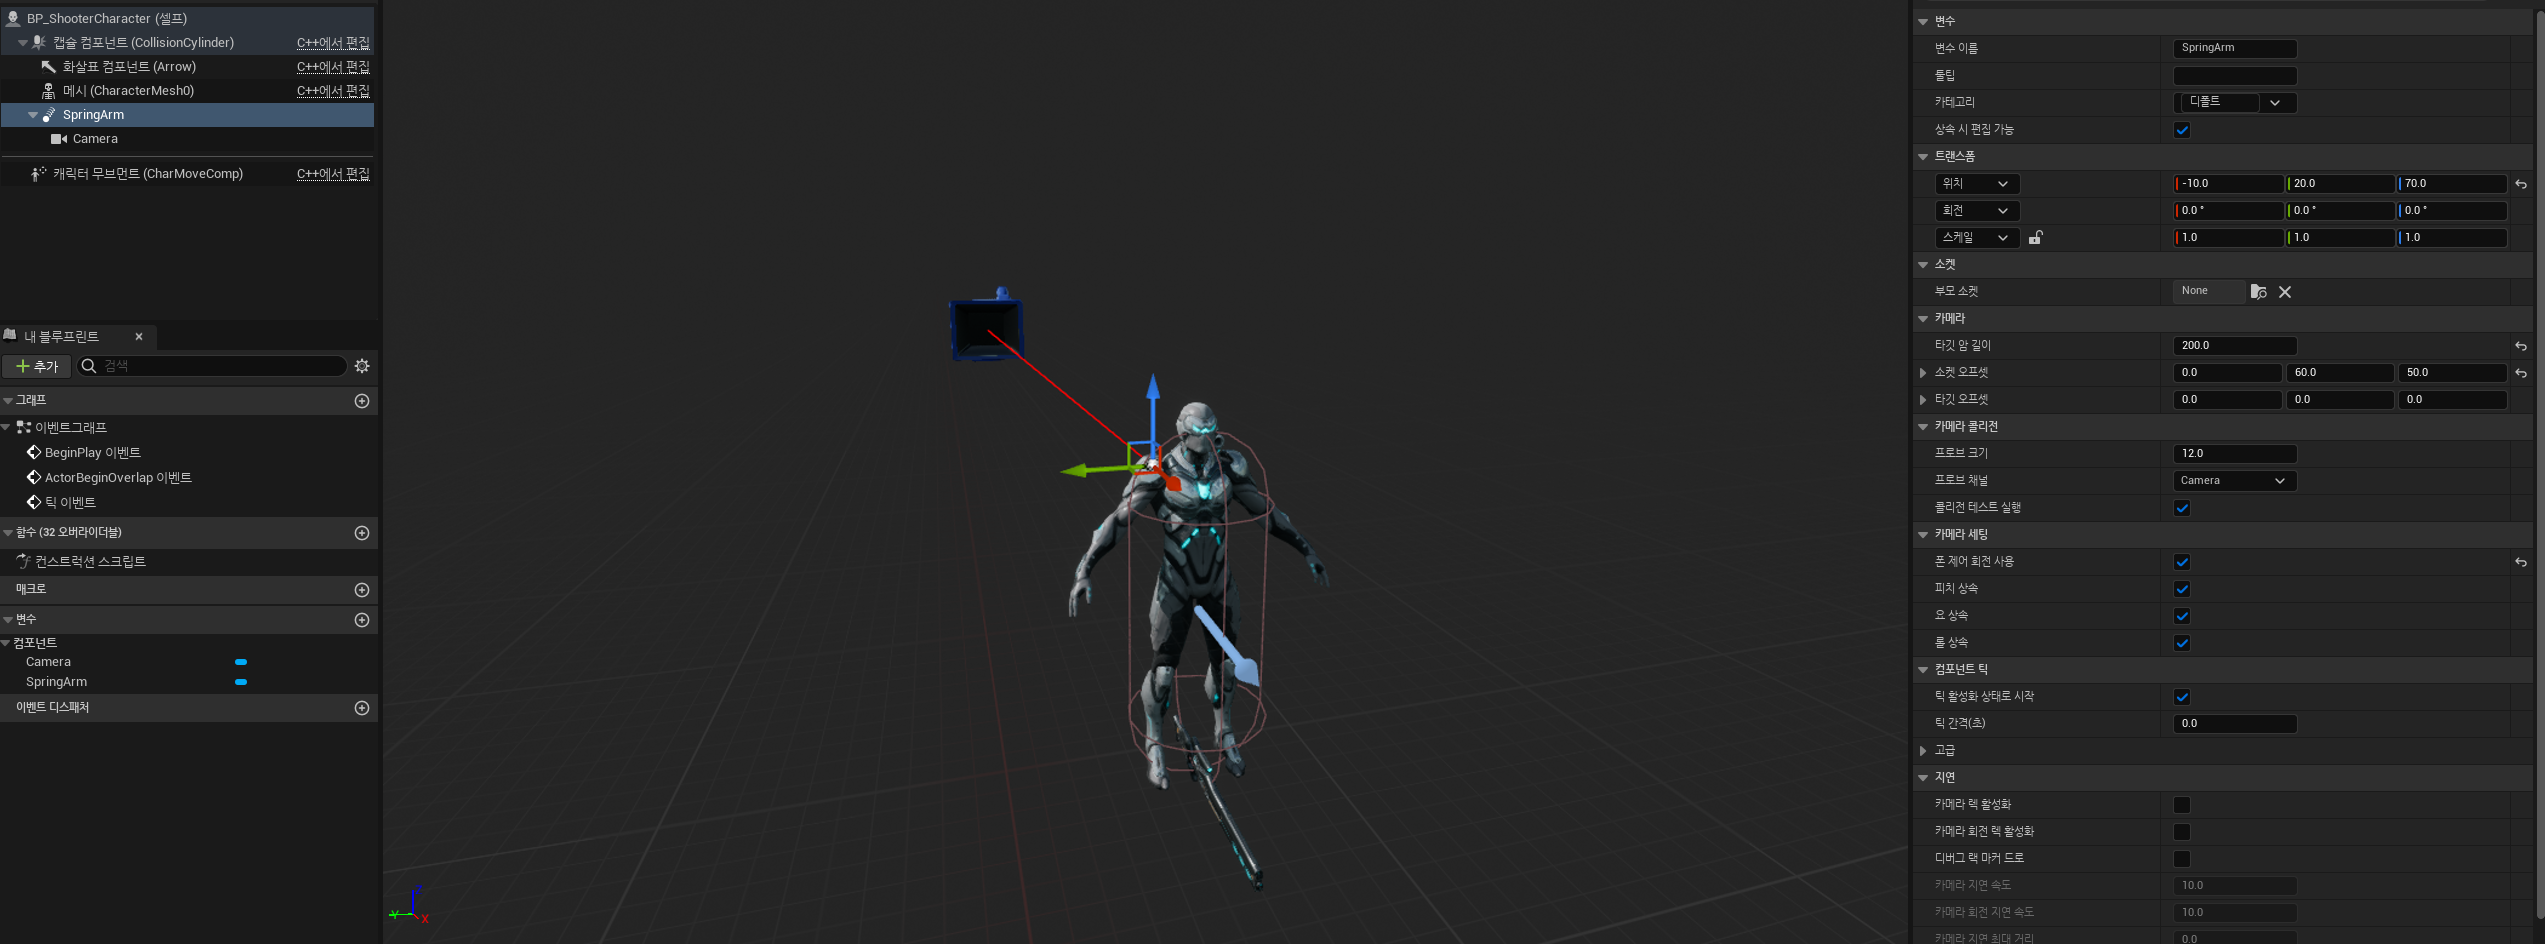 BP_ShooterCharacter (셀프)
캡슐 컴포넌트 (CollisionCylinder) C++에서 편집
화살표 컴포넌트 (Arrow) C++에서 편집
메시 (CharacterMesh0) C++에서 편집
SpringArm
Camera
캐릭터 무브먼트 (CharMoveComp) C++에서 편집
내 블루프린트
추가 검색
그래프
이벤트그래프
BeginPlay 이벤트
ActorBeginOverlap 이벤트
틱 이벤트
함수 (32 오버라이더블)
컨스트럭션 스크립트
매크로
변수
컴포넌트
Camera
SpringArm
이벤트 디스패처
Z
Y
X
변수
변수 이름 SpringArm
툴팁
카테고리 디폴트
상속 시 편집 가능
트랜스폼
위치 -10.0 20.0 70.0
회전 0.0 ° 0.0 ° 0.0 °
스케일 1.0 1.0 1.0
소켓
부모 소켓 None
카메라
타깃 암 길이 200.0
소켓 오프셋 0.0 60.0 50.0
타깃 오프셋 0.0 0.0 0.0
카메라 콜리전
프로브 크기 12.0
프로브 채널 Camera
콜리전 테스트 실행
카메라 세팅
폰 제어 회전 사용
피치 상속
요 상속
롤 상속
컴포넌트 틱
틱 활성화 상태로 시작
틱 간격(초) 0.0
고급
지연
카메라 렉 활성화
카메라 회전 렉 활성화
디버그 랙 마커 드로
카메라 지연 속도 10.0
카메라 회전 지연 속도 10.0
카메라 지연 최대 거리 0.0